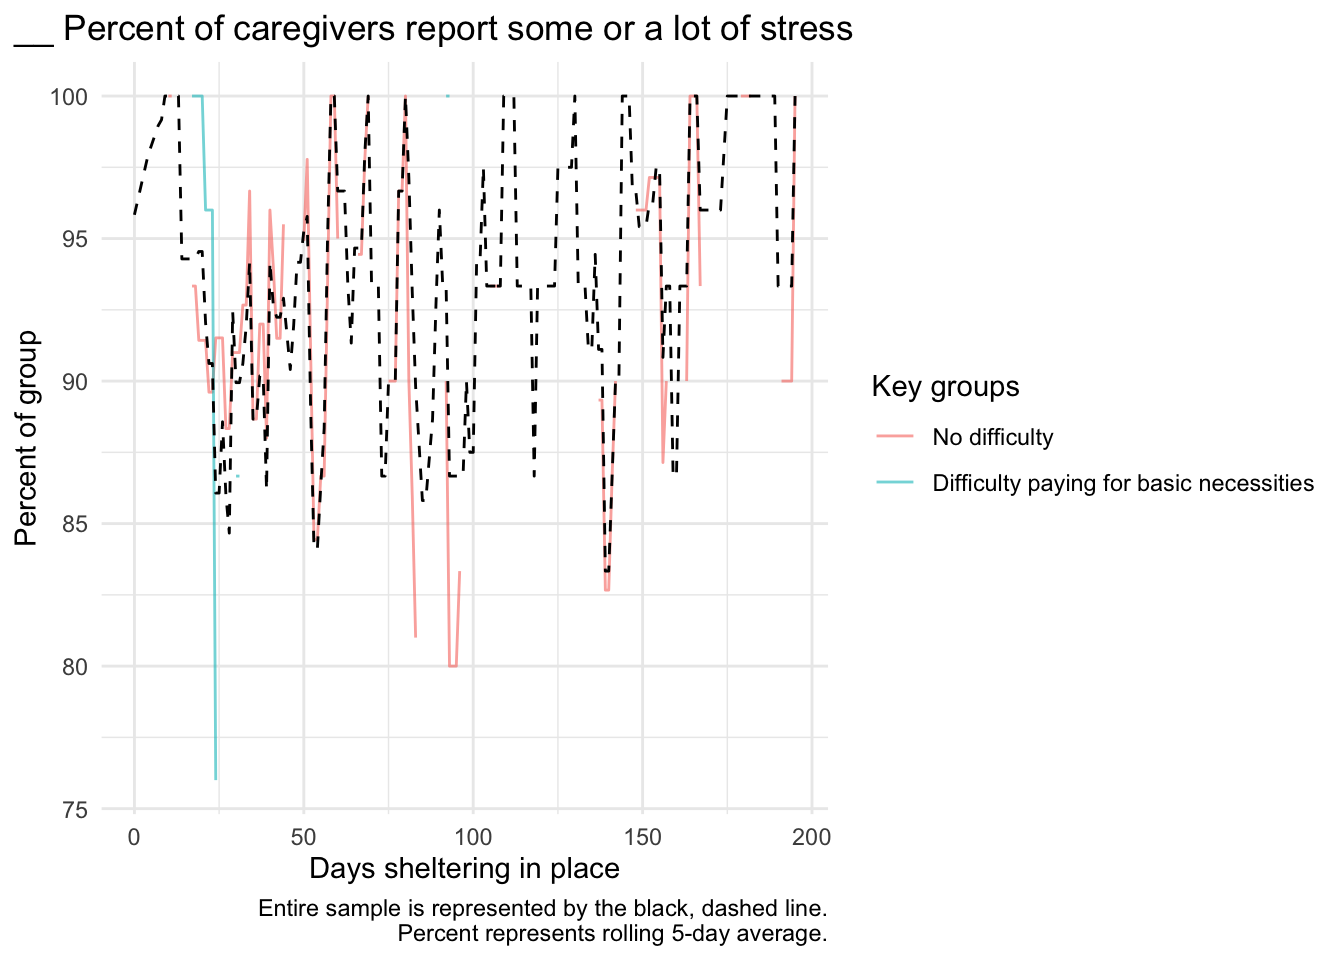 __ Percent of caregivers report some or a lot of stress
100
95
90
85
80
75
Percent of group
0 50 100 150 200
Days sheltering in place
Key groups
No difficulty
Difficulty paying for basic necessities
Entire sample is represented by the black, dashed line.
Percent represents rolling 5-day average.